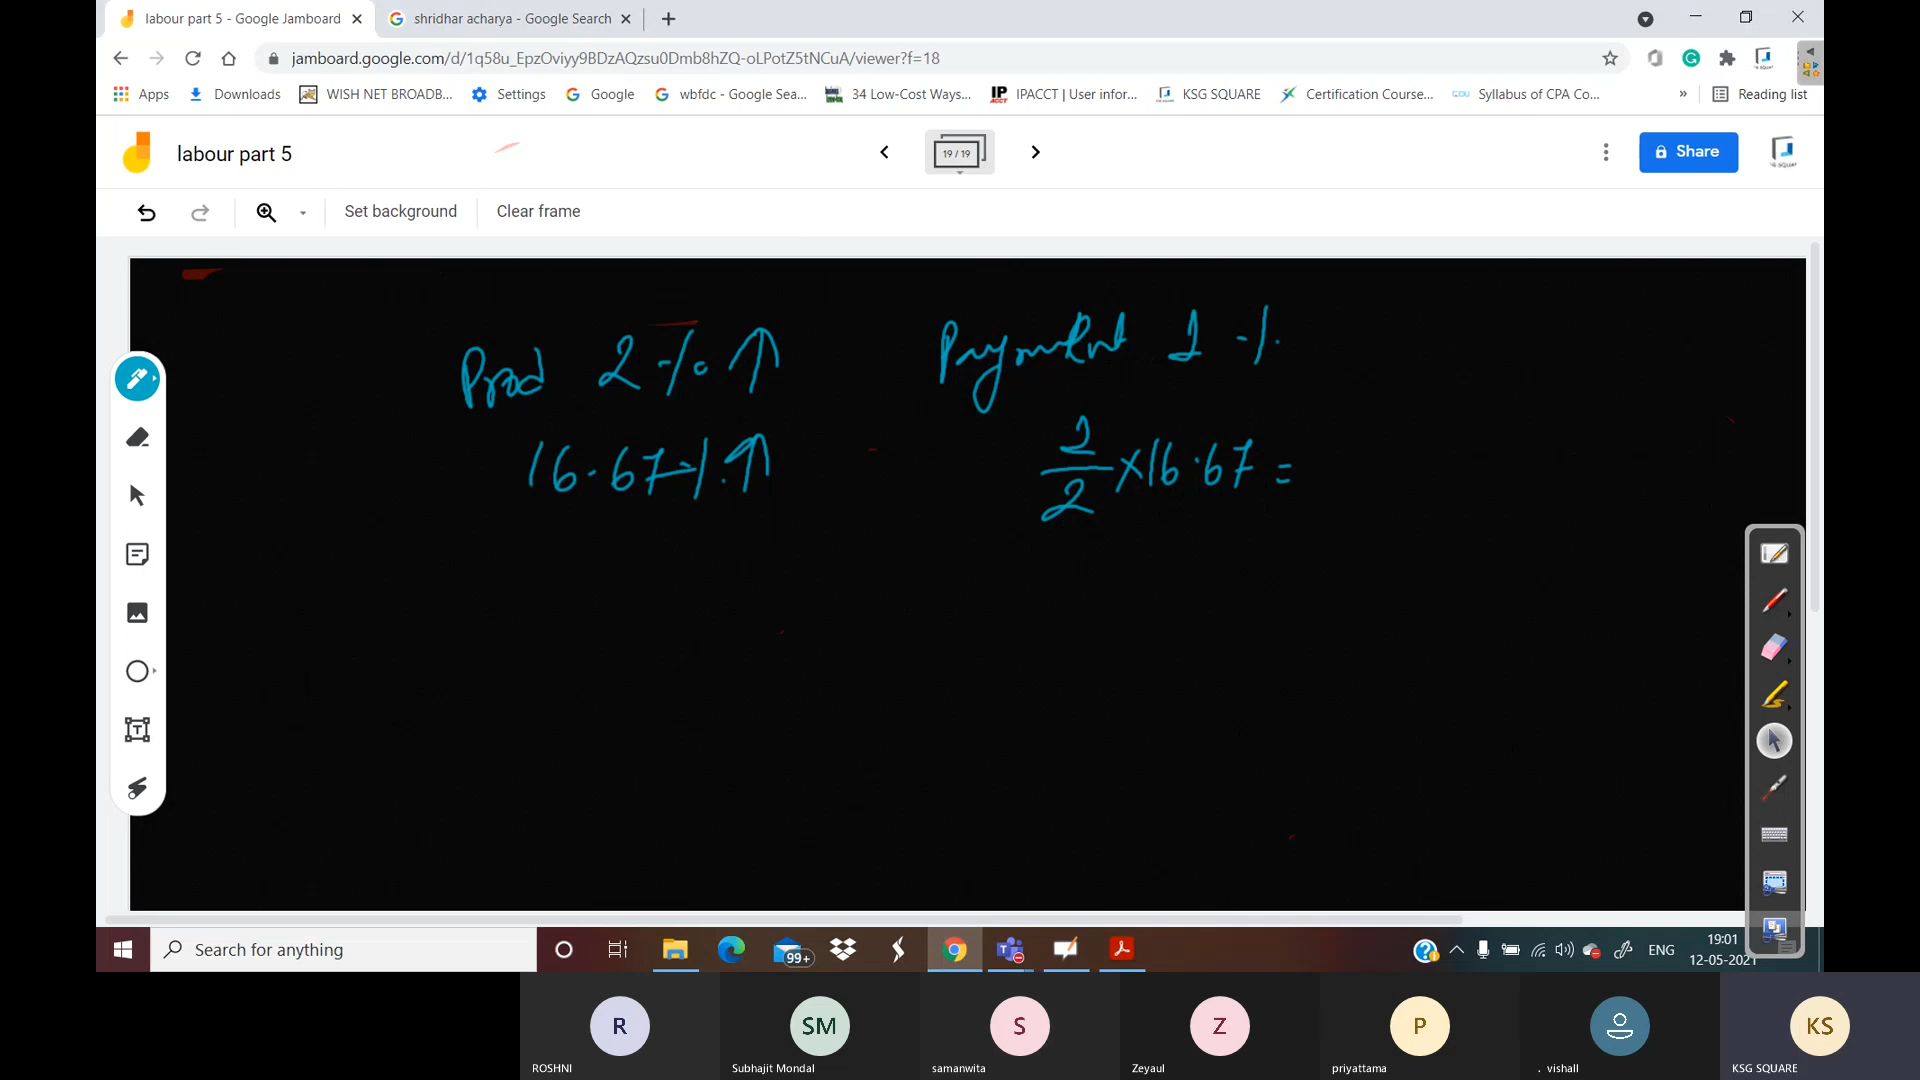 labour part 5 - Google Jamboard
shridhar acharya - Google Search
jamboard.google.com/d/1q58u_EpzOviyy9BDzAQzsu0Dmb8hZQ-oLPotZ5tNCuA/viewer?f=18
Apps Downloads WISH NET BROADB... Settings Google wbfdc - Google Sea... 34 Low-Cost Ways... IPACCT | User infor... KSG SQUARE Certification Course... Syllabus of CPA Co... » Reading list
labour part 5
19 / 19
Share
Set background
Clear frame
Prod 2 % ↑
Payment 1 %
16.67 % ↑
1/2 × 16.67 =
Search for anything
99+
ENG
19:01
12-05-2021
R
SM
S
Z
P
KS
ROSHNI
Subhajit Mondal
samanwita
Zeyaul
priyattama
. vishall
KSG SQUARE